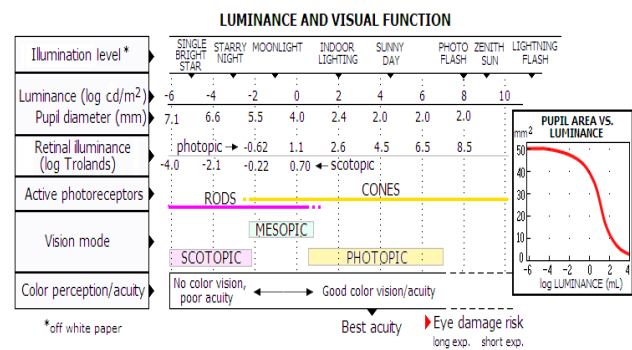 LUMINANCE AND VISUAL FUNCTION
Illumination level*
SINGLE BRIGHT STAR
STARRY NIGHT
MOONLIGHT
INDOOR LIGHTING
SUNNY DAY
PHOTO FLASH
ZENITH SUN
LIGHTNING FLASH
Luminance (log cd/m²) -6 -4 -2 0 2 4 6 8 10
Pupil diameter (mm) 7.1 6.6 5.5 4.0 2.4 2.0 2.0 2.0
Retinal illuminance (log Trolands)
photopic → -0.62 1.1 2.6 4.5 6.5 8.5
-4.0 -2.1 -0.22 0.70 ← scotopic
Active photoreceptors
RODS
CONES
Vision mode
MESOPIC
SCOTOPIC
PHOTOPIC
Color perception/acuity
No color vision,
poor acuity
Good color vision/acuity
*off white paper
Best acuity
Eye damage risk
long exp. short exp.
PUPIL AREA VS.
LUMINANCE
mm²
50
40
30
20
10
0
-6 -4 -2 0 2 4
log LUMINANCE (mL)